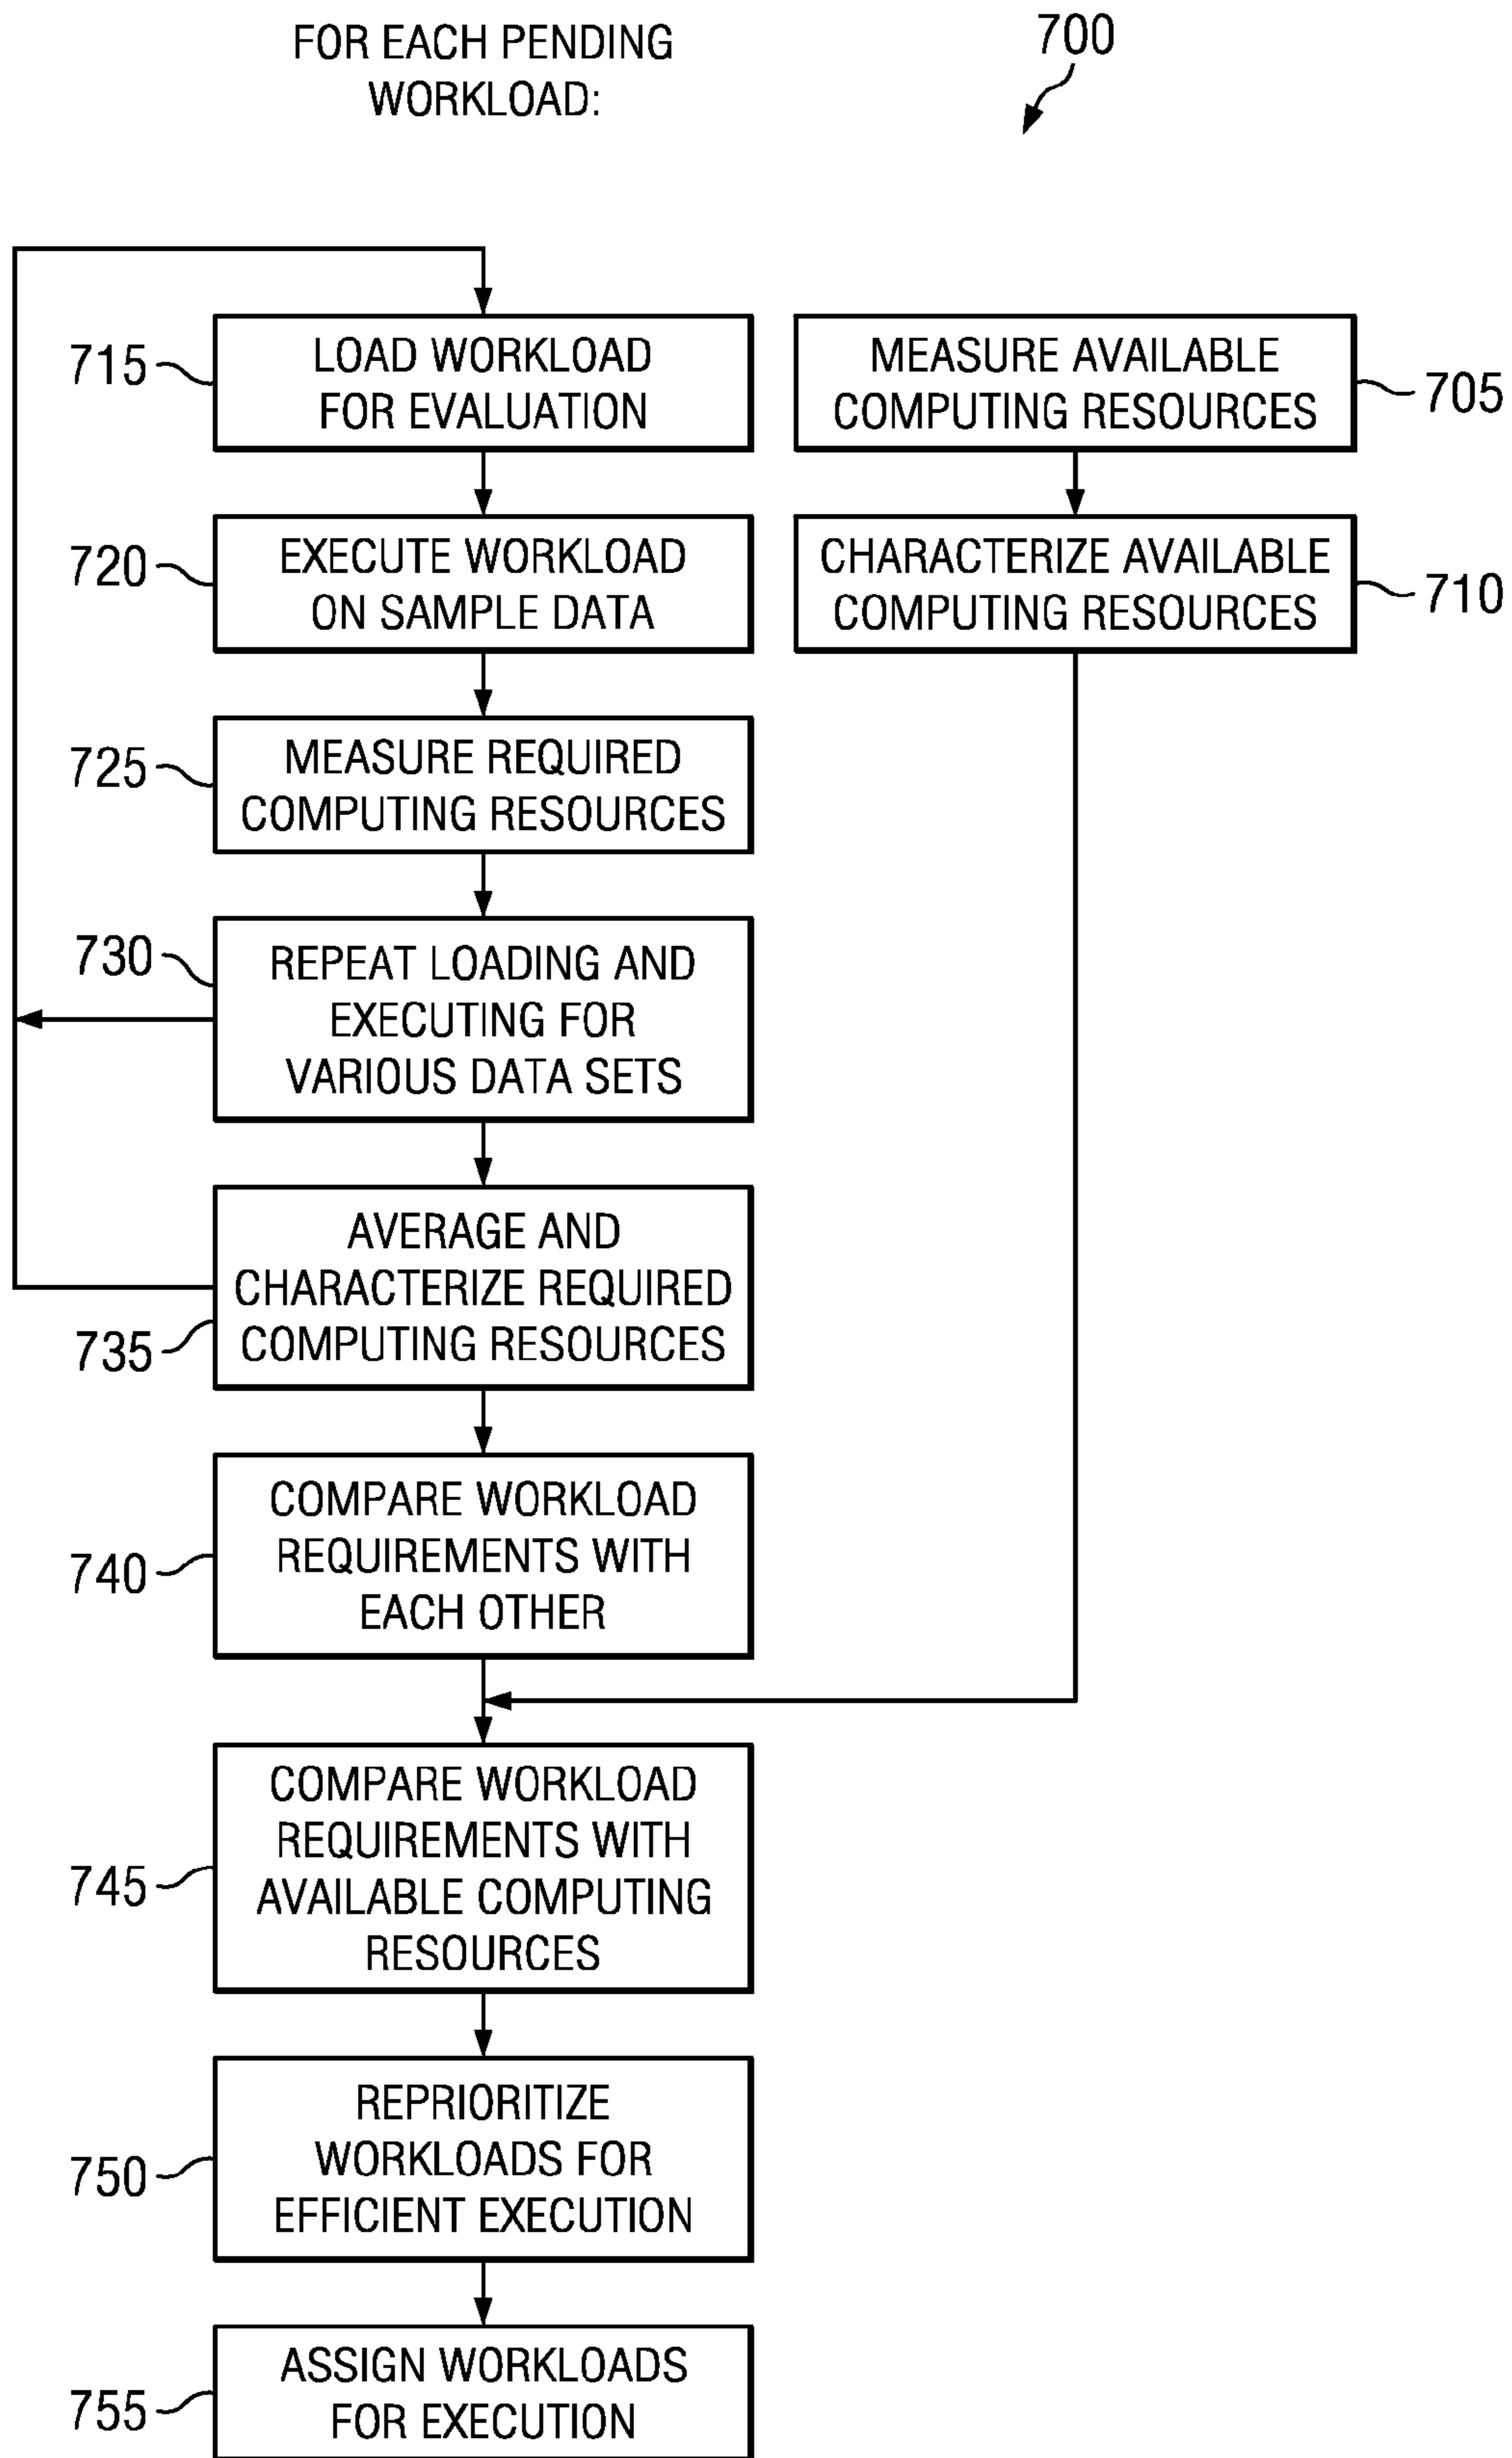 FOR EACH PENDING
WORKLOAD:
700
715
LOAD WORKLOAD
FOR EVALUATION
MEASURE AVAILABLE
COMPUTING RESOURCES
705
720
EXECUTE WORKLOAD
ON SAMPLE DATA
CHARACTERIZE AVAILABLE
COMPUTING RESOURCES
710
725
MEASURE REQUIRED
COMPUTING RESOURCES
730
REPEAT LOADING AND
EXECUTING FOR
VARIOUS DATA SETS
735
AVERAGE AND
CHARACTERIZE REQUIRED
COMPUTING RESOURCES
740
COMPARE WORKLOAD
REQUIREMENTS WITH
EACH OTHER
745
COMPARE WORKLOAD
REQUIREMENTS WITH
AVAILABLE COMPUTING
RESOURCES
750
REPRIORITIZE
WORKLOADS FOR
EFFICIENT EXECUTION
755
ASSIGN WORKLOADS
FOR EXECUTION